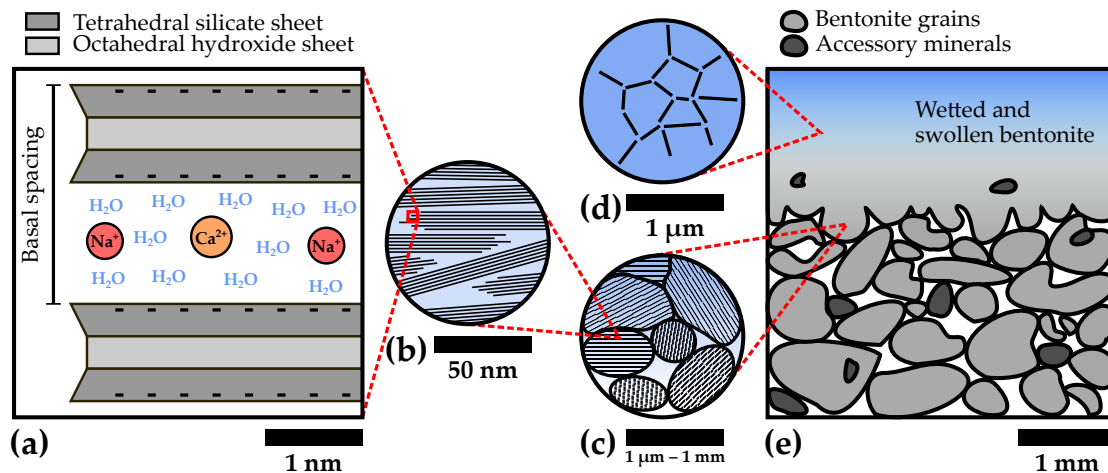 Tetrahedral silicate sheet
Octahedral hydroxide sheet
Basal spacing
H₂O H₂O H₂O H₂O H₂O
Na⁺ H₂O Ca²⁺ H₂O Na⁺
H₂O H₂O H₂O H₂O
(a)
1 nm
(b)
50 nm
(d)
1 µm
(c)
1 µm – 1 mm
Bentonite grains
Accessory minerals
Wetted and
swollen bentonite
(e)
1 mm